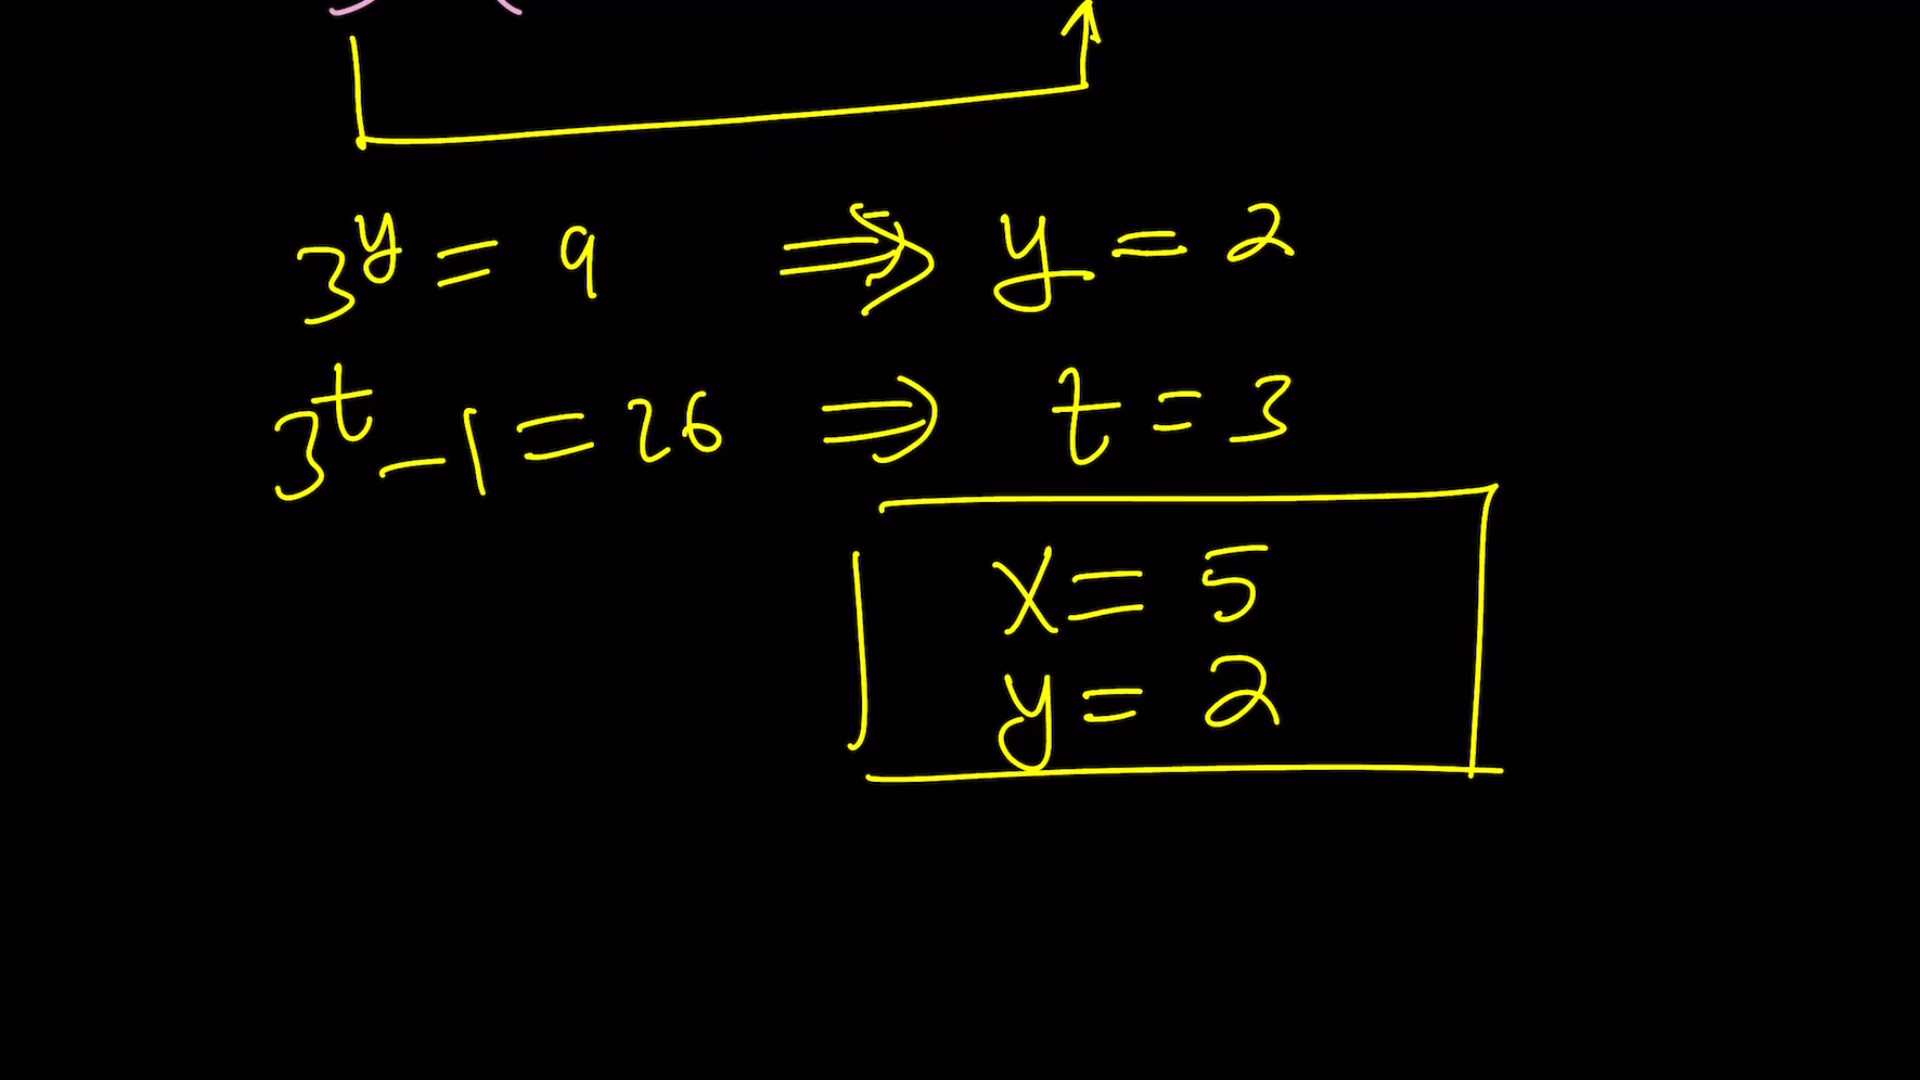 3^y = 9 ⇒ y = 2
3^t - 1 = 26 ⇒ t = 3
x = 5
y = 2